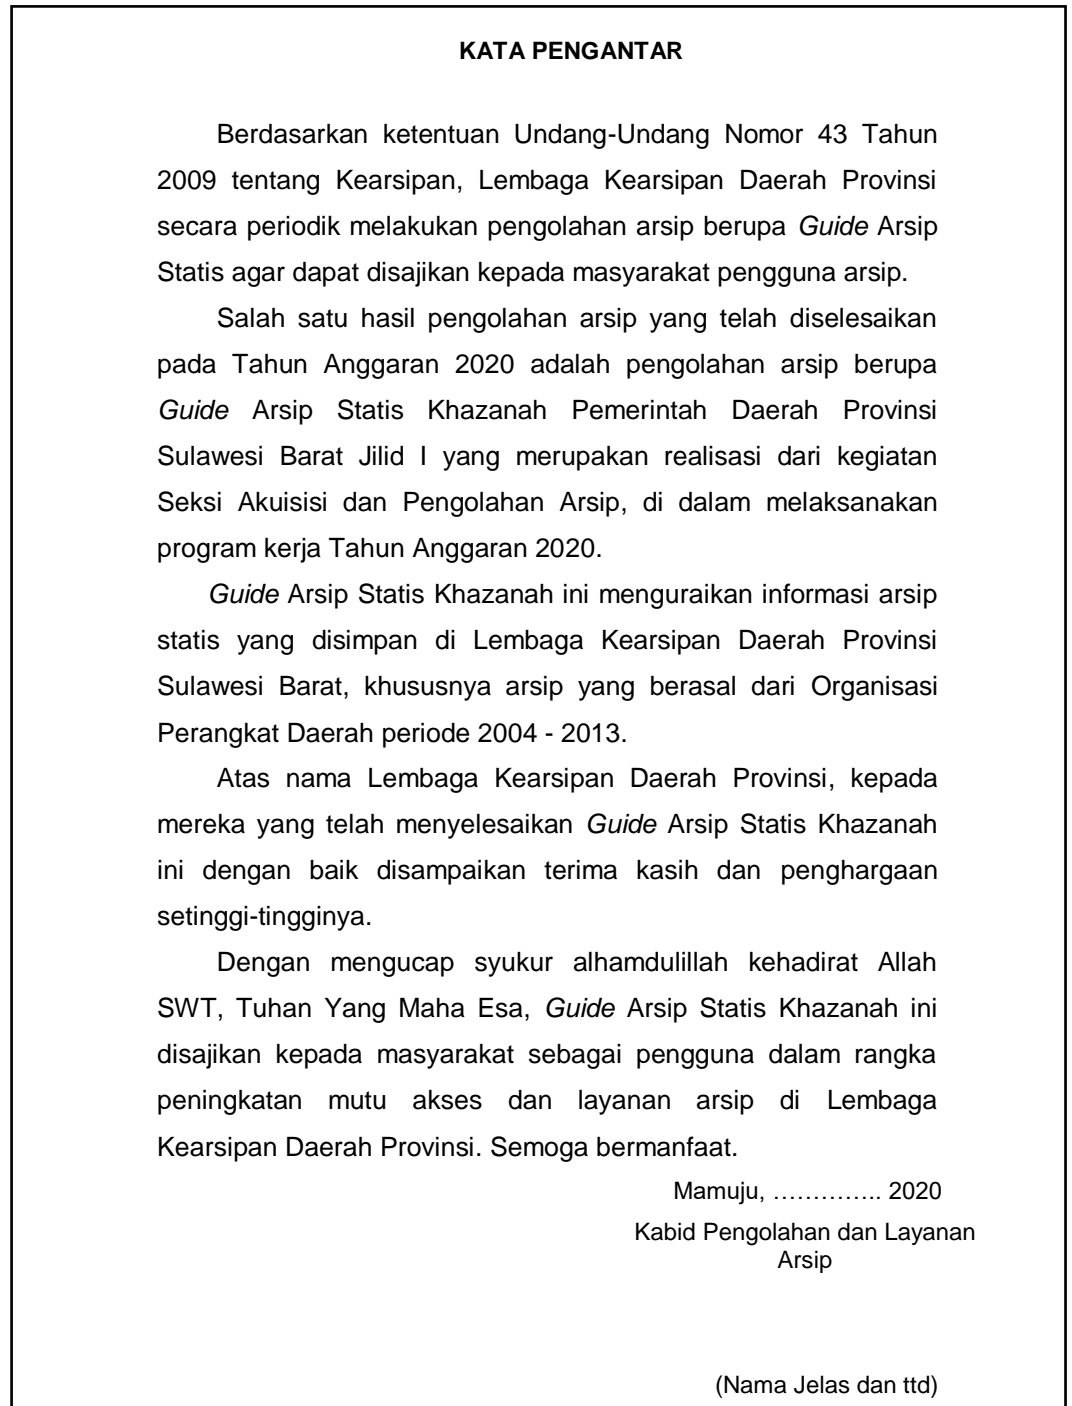 KATA PENGANTAR
Berdasarkan ketentuan Undang-Undang Nomor 43 Tahun
2009 tentang Kearsipan, Lembaga Kearsipan Daerah Provinsi
secara periodik melakukan pengolahan arsip berupa Guide Arsip
Statis agar dapat disajikan kepada masyarakat pengguna arsip.
Salah satu hasil pengolahan arsip yang telah diselesaikan
pada Tahun Anggaran 2020 adalah pengolahan arsip berupa
Guide Arsip Statis Khazanah Pemerintah Daerah Provinsi
Sulawesi Barat Jilid I yang merupakan realisasi dari kegiatan
Seksi Akuisisi dan Pengolahan Arsip, di dalam melaksanakan
program kerja Tahun Anggaran 2020.
Guide Arsip Statis Khazanah ini menguraikan informasi arsip
statis yang disimpan di Lembaga Kearsipan Daerah Provinsi
Sulawesi Barat, khususnya arsip yang berasal dari Organisasi
Perangkat Daerah periode 2004 - 2013.
Atas nama Lembaga Kearsipan Daerah Provinsi, kepada
mereka yang telah menyelesaikan Guide Arsip Statis Khazanah
ini dengan baik disampaikan terima kasih dan penghargaan
setinggi-tingginya.
Dengan mengucap syukur alhamdulillah kehadirat Allah
SWT, Tuhan Yang Maha Esa, Guide Arsip Statis Khazanah ini
disajikan kepada masyarakat sebagai pengguna dalam rangka
peningkatan mutu akses dan layanan arsip di Lembaga
Kearsipan Daerah Provinsi. Semoga bermanfaat.
Mamuju, ………….. 2020
Kabid Pengolahan dan Layanan
Arsip
(Nama Jelas dan ttd)